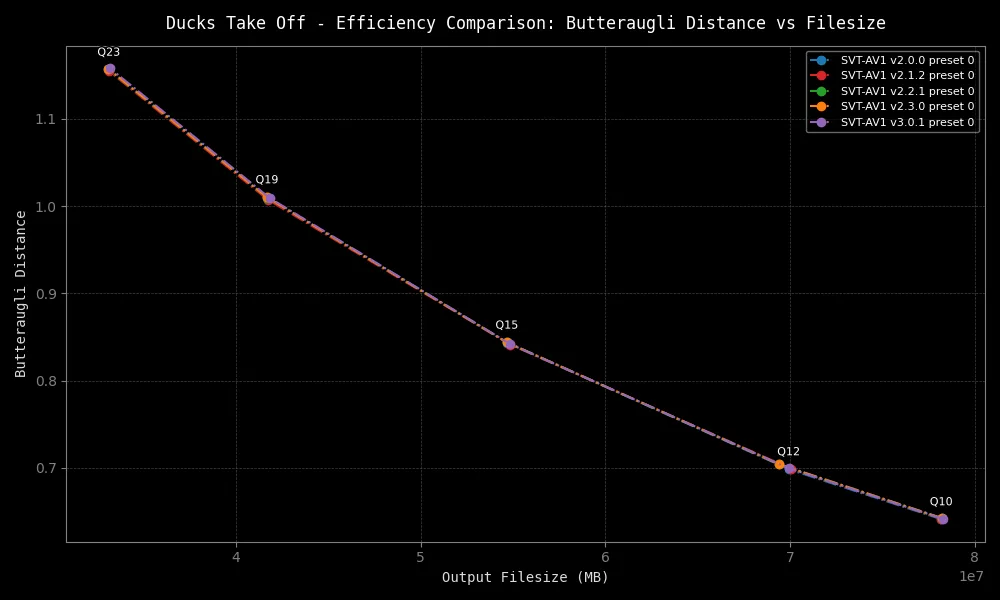 Ducks Take Off - Efficiency Comparison: Butteraugli Distance vs Filesize
Q23
SVT-AV1 v2.0.0 preset 0
SVT-AV1 v2.1.2 preset 0
SVT-AV1 v2.2.1 preset 0
SVT-AV1 v2.3.0 preset 0
SVT-AV1 v3.0.1 preset 0
1.1
Q19
1.0
Butteraugli Distance
0.9
Q15
0.8
Q12
0.7
Q10
4 5 6 7 8
1e7
Output Filesize (MB)